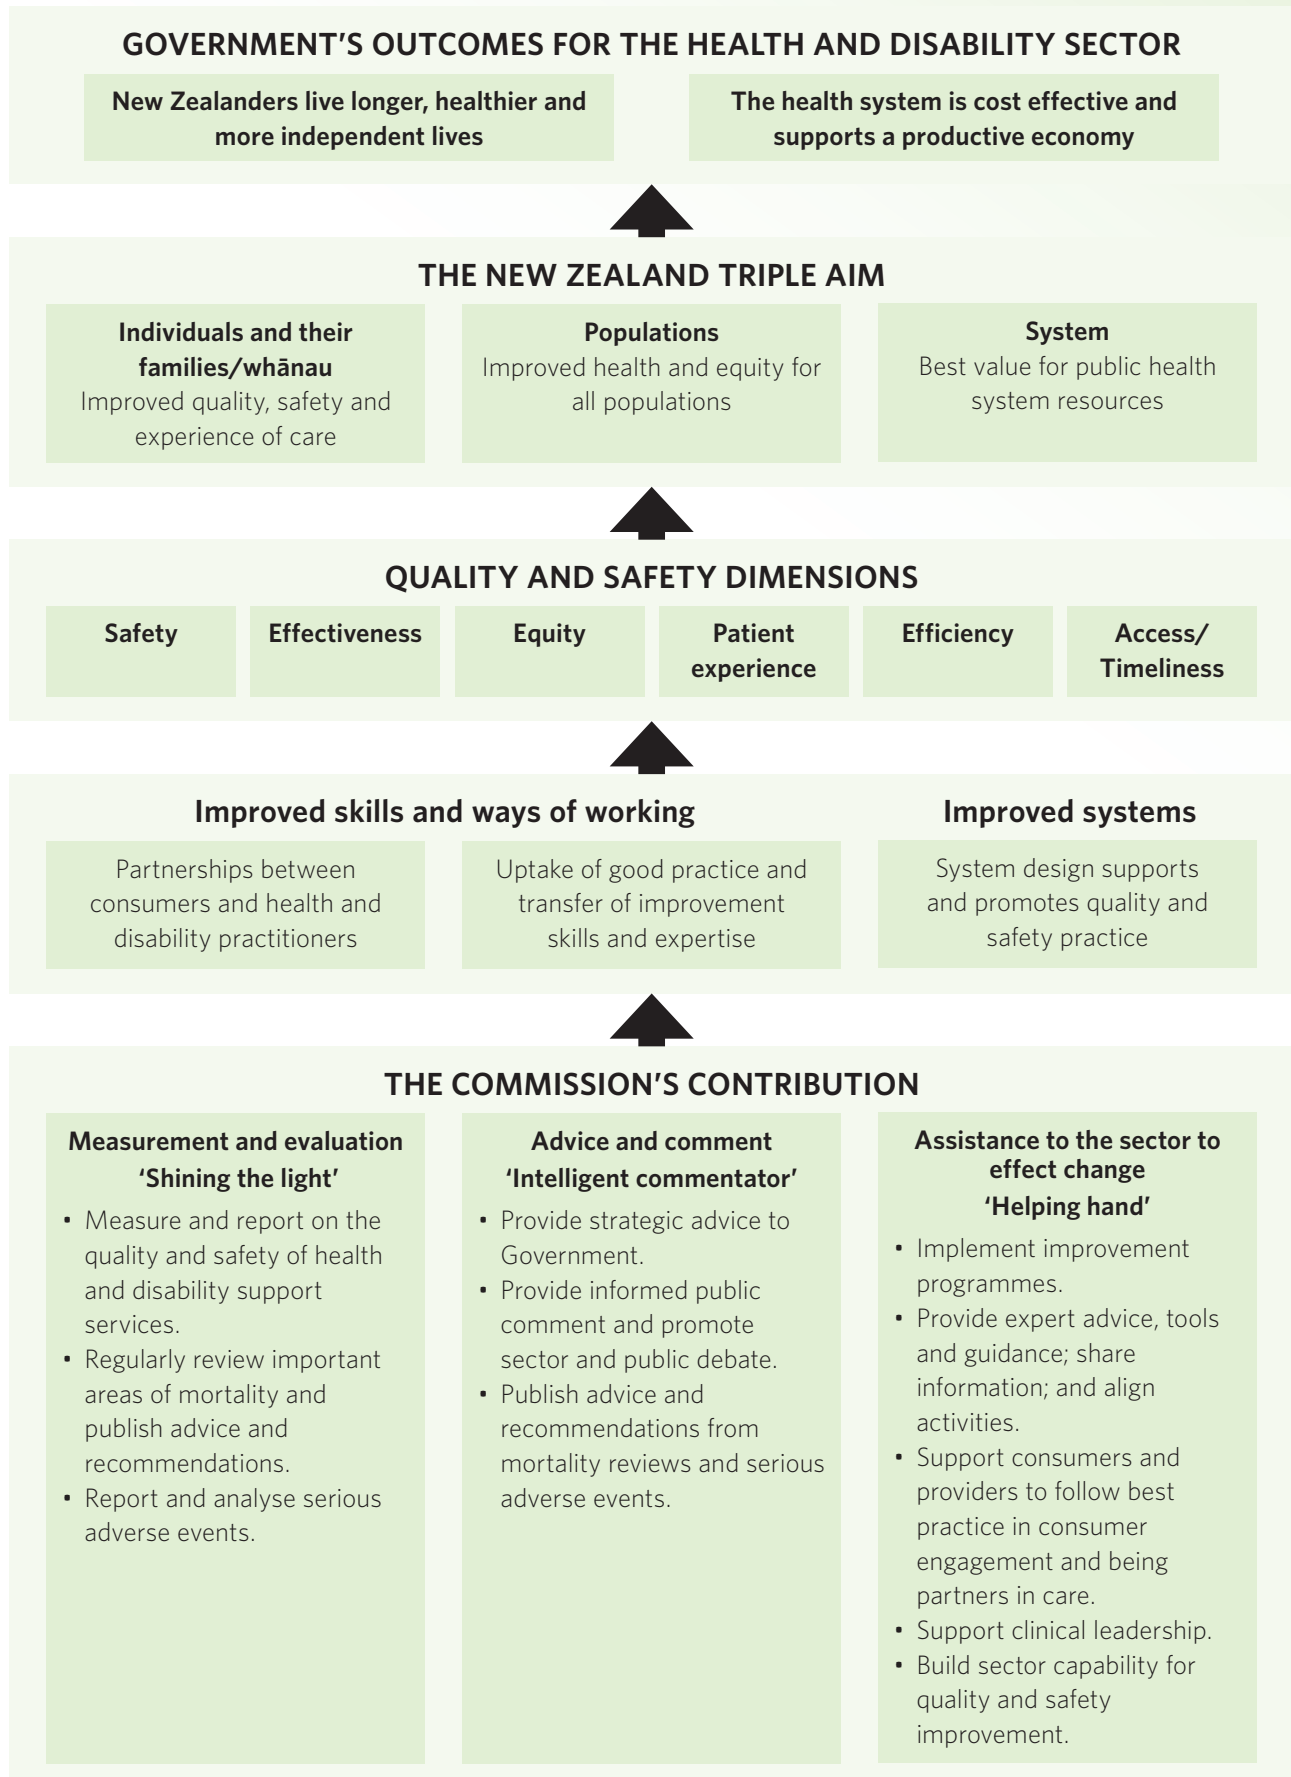 GOVERNMENT’S OUTCOMES FOR THE HEALTH AND DISABILITY SECTOR
New Zealanders live longer, healthier and
more independent lives
The health system is cost effective and
supports a productive economy
THE NEW ZEALAND TRIPLE AIM
Individuals and their
families/whānau
Improved quality, safety and
experience of care
Populations
Improved health and equity for
all populations
System
Best value for public health
system resources
QUALITY AND SAFETY DIMENSIONS
Safety
Effectiveness
Equity
Patient
experience
Efficiency
Access/
Timeliness
Improved skills and ways of working
Partnerships between
consumers and health and
disability practitioners
Uptake of good practice and
transfer of improvement
skills and expertise
Improved systems
System design supports
and promotes quality and
safety practice
THE COMMISSION’S CONTRIBUTION
Measurement and evaluation
‘Shining the light’
• Measure and report on the
quality and safety of health
and disability support
services.
• Regularly review important
areas of mortality and
publish advice and
recommendations.
• Report and analyse serious
adverse events.
Advice and comment
‘Intelligent commentator’
• Provide strategic advice to
Government.
• Provide informed public
comment and promote
sector and public debate.
• Publish advice and
recommendations from
mortality reviews and serious
adverse events.
Assistance to the sector to
effect change
‘Helping hand’
• Implement improvement
programmes.
• Provide expert advice, tools
and guidance; share
information; and align
activities.
• Support consumers and
providers to follow best
practice in consumer
engagement and being
partners in care.
• Support clinical leadership.
• Build sector capability for
quality and safety
improvement.